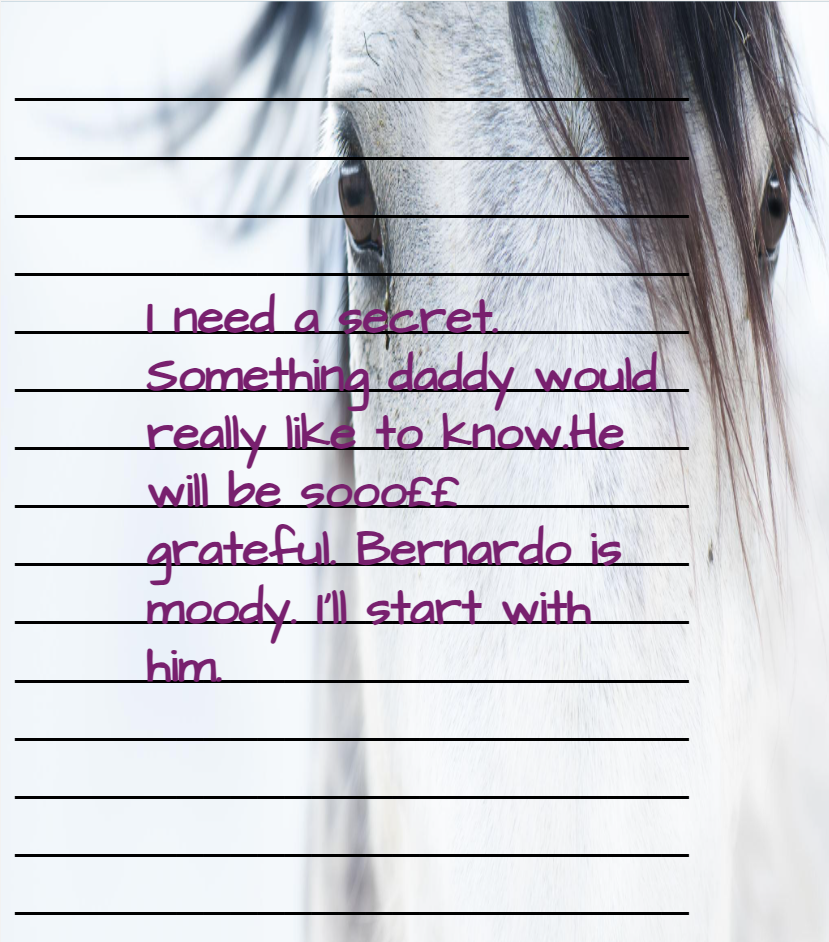 I need a secret.
Something daddy would
really like to know.He
will be sooo££
grateful. Bernardo is
moody. I'll start with
him.